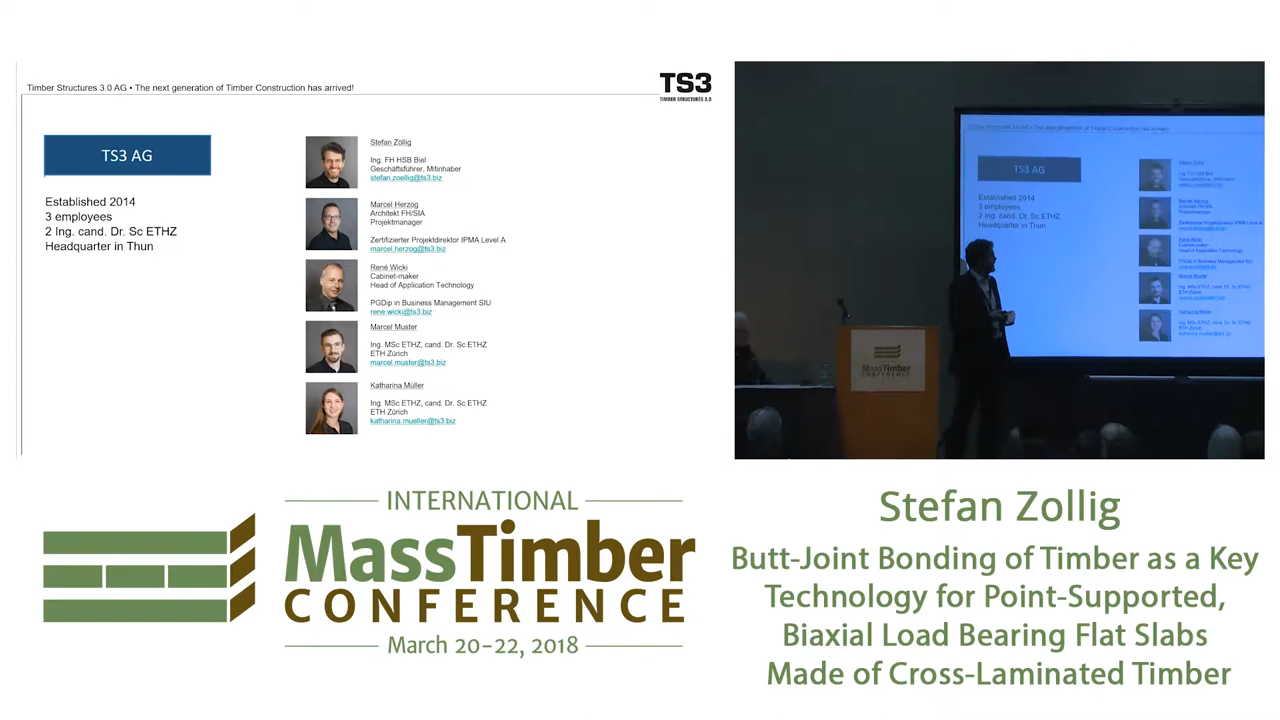 Timber Structures 3.0 AG • The next generation of Timber Construction has arrived!
TS3
TIMBER STRUCTURES 3.0
TS3 AG
Established 2014
3 employees
2 Ing. cand. Dr. Sc ETHZ
Headquarter in Thun
Stefan Zöllig
Ing. FH HSB Biel
Geschäftsführer, Mitinhaber
stefan.zoellig@ts3.biz
Marcel Herzog
Architekt FH/SIA
Projektmanager
Zertifizierter Projektdirektor IPMA Level A
marcel.herzog@ts3.biz
René Wicki
Cabinet-maker
Head of Application Technology
PGDip in Business Management SIU
rene.wicki@ts3.biz
Marcel Muster
Ing. MSc ETHZ, cand. Dr. Sc ETHZ
ETH Zürich
marcel.muster@ts3.biz
Katharina Müller
Ing. MSc ETHZ, cand. Dr. Sc ETHZ
ETH Zürich
katharina.mueller@ts3.biz
TS3 AG
Established 2014
3 employees
2 Ing. cand. Dr. Sc ETHZ
Headquarter in Thun
MassTimber
CONFERENCE
INTERNATIONAL
MassTimber
CONFERENCE
March 20–22, 2018
Stefan Zollig
Butt-Joint Bonding of Timber as a Key
Technology for Point-Supported,
Biaxial Load Bearing Flat Slabs
Made of Cross-Laminated Timber